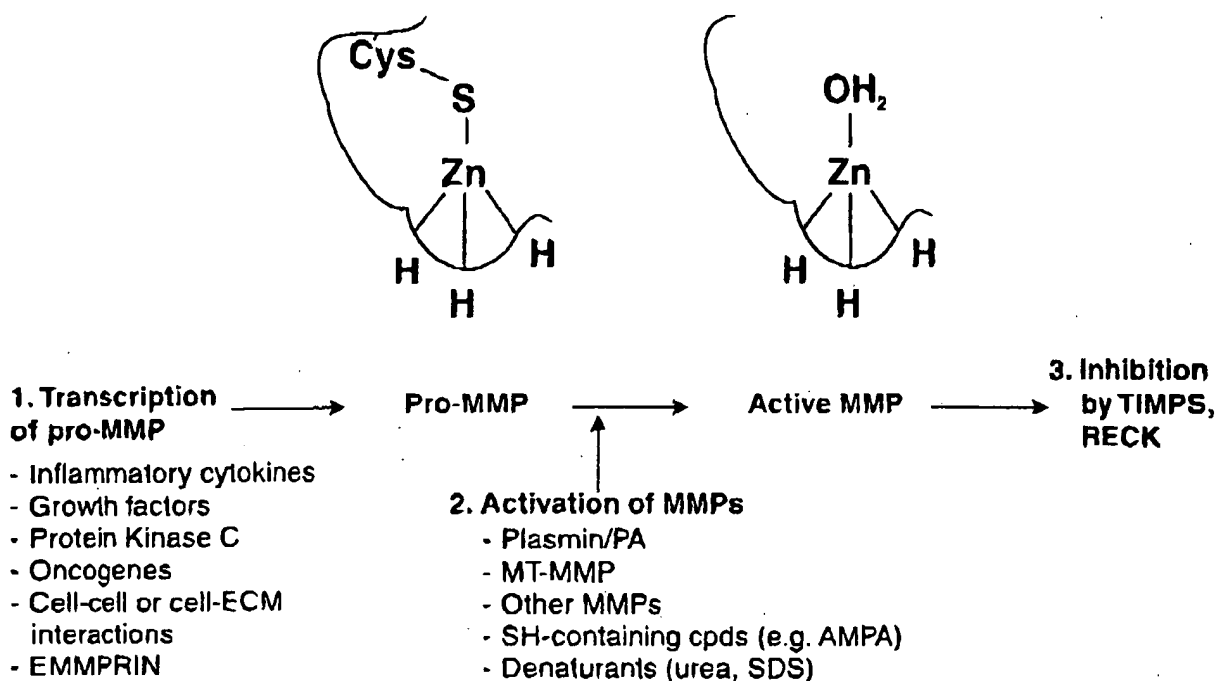 Cys
S
Zn
H
H
H
OH₂
Zn
H
H
H
1. Transcription
of pro-MMP
- Inflammatory cytokines
- Growth factors
- Protein Kinase C
- Oncogenes
- Cell-cell or cell-ECM
interactions
- EMMPRIN
Pro-MMP
2. Activation of MMPs
- Plasmin/PA
- MT-MMP
- Other MMPs
- SH-containing cpds (e.g. AMPA)
- Denaturants (urea, SDS)
Active MMP
3. Inhibition
by TIMPS,
RECK